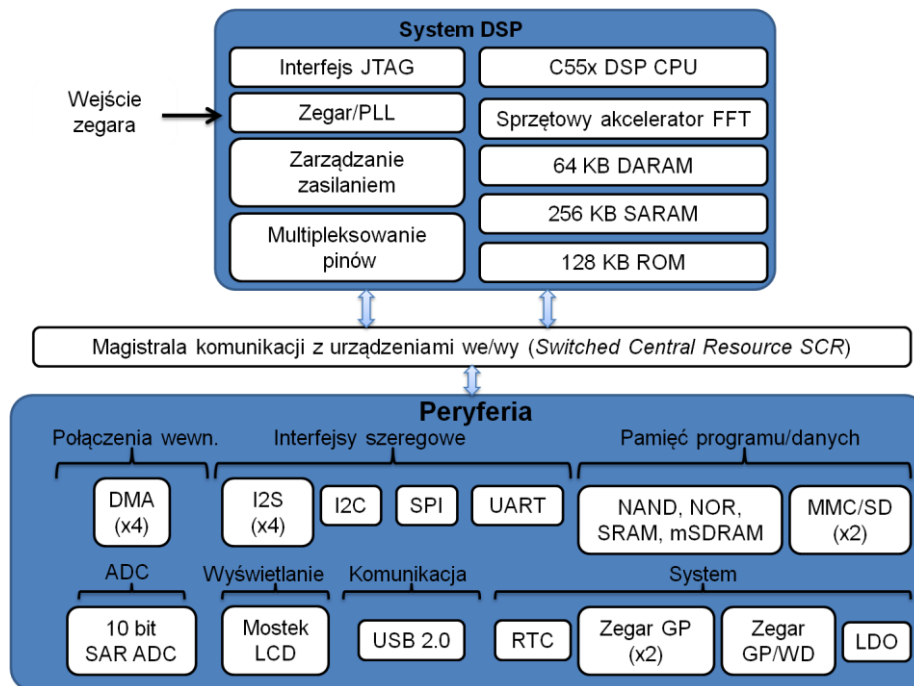 System DSP
Interfejs JTAG
C55x DSP CPU
Wejście
zegara
Zegar/PLL
Sprzętowy akcelerator FFT
Zarządzanie
zasilaniem
64 KB DARAM
256 KB SARAM
Multipleksowanie
pinów
128 KB ROM
Magistrala komunikacji z urządzeniami we/wy (Switched Central Resource SCR)
Peryferia
Połączenia wewn.
Interfejsy szeregowe
Pamięć programu/danych
DMA
(x4)
I2S
(x4)
I2C
SPI
UART
NAND, NOR,
SRAM, mSDRAM
MMC/SD
(x2)
ADC
Wyświetlanie
Komunikacja
System
10 bit
SAR ADC
Mostek
LCD
USB 2.0
RTC
Zegar GP
(x2)
Zegar
GP/WD
LDO